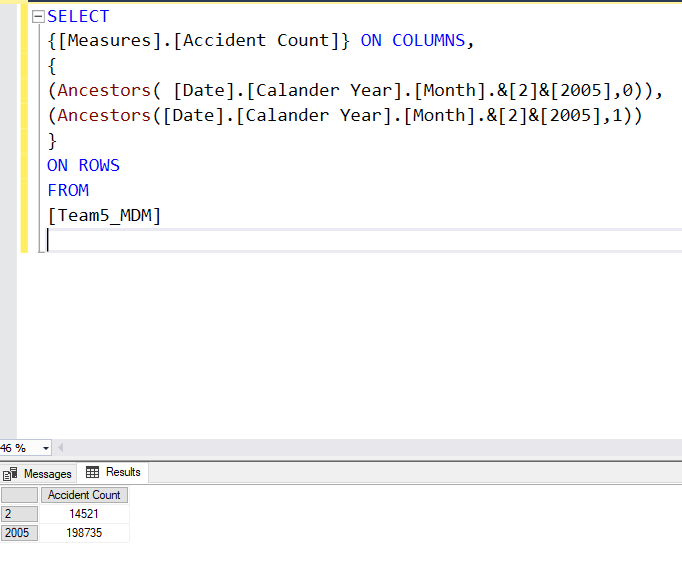 SELECT
{[Measures].[Accident Count]} ON COLUMNS,
{
(Ancestors( [Date].[Calander Year].[Month].&[2]&[2005],0)),
(Ancestors([Date].[Calander Year].[Month].&[2]&[2005],1))
}
ON ROWS
FROM
[Team5_MDM]
46 %
Messages Results
Accident Count
2 14521
2005 198735